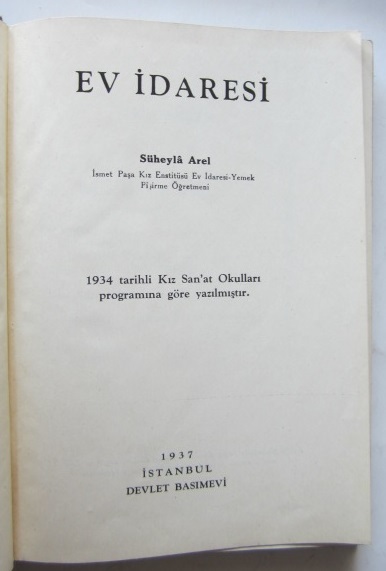 EV İDARESİ
Süheylâ Arel
İsmet Paşa Kız Enstitüsü Ev İdaresi-Yemek
Pişirme Öğretmeni
1934 tarihli Kız San'at Okulları
programına göre yazılmıştır.
1937
İSTANBUL
DEVLET BASIMEVİ